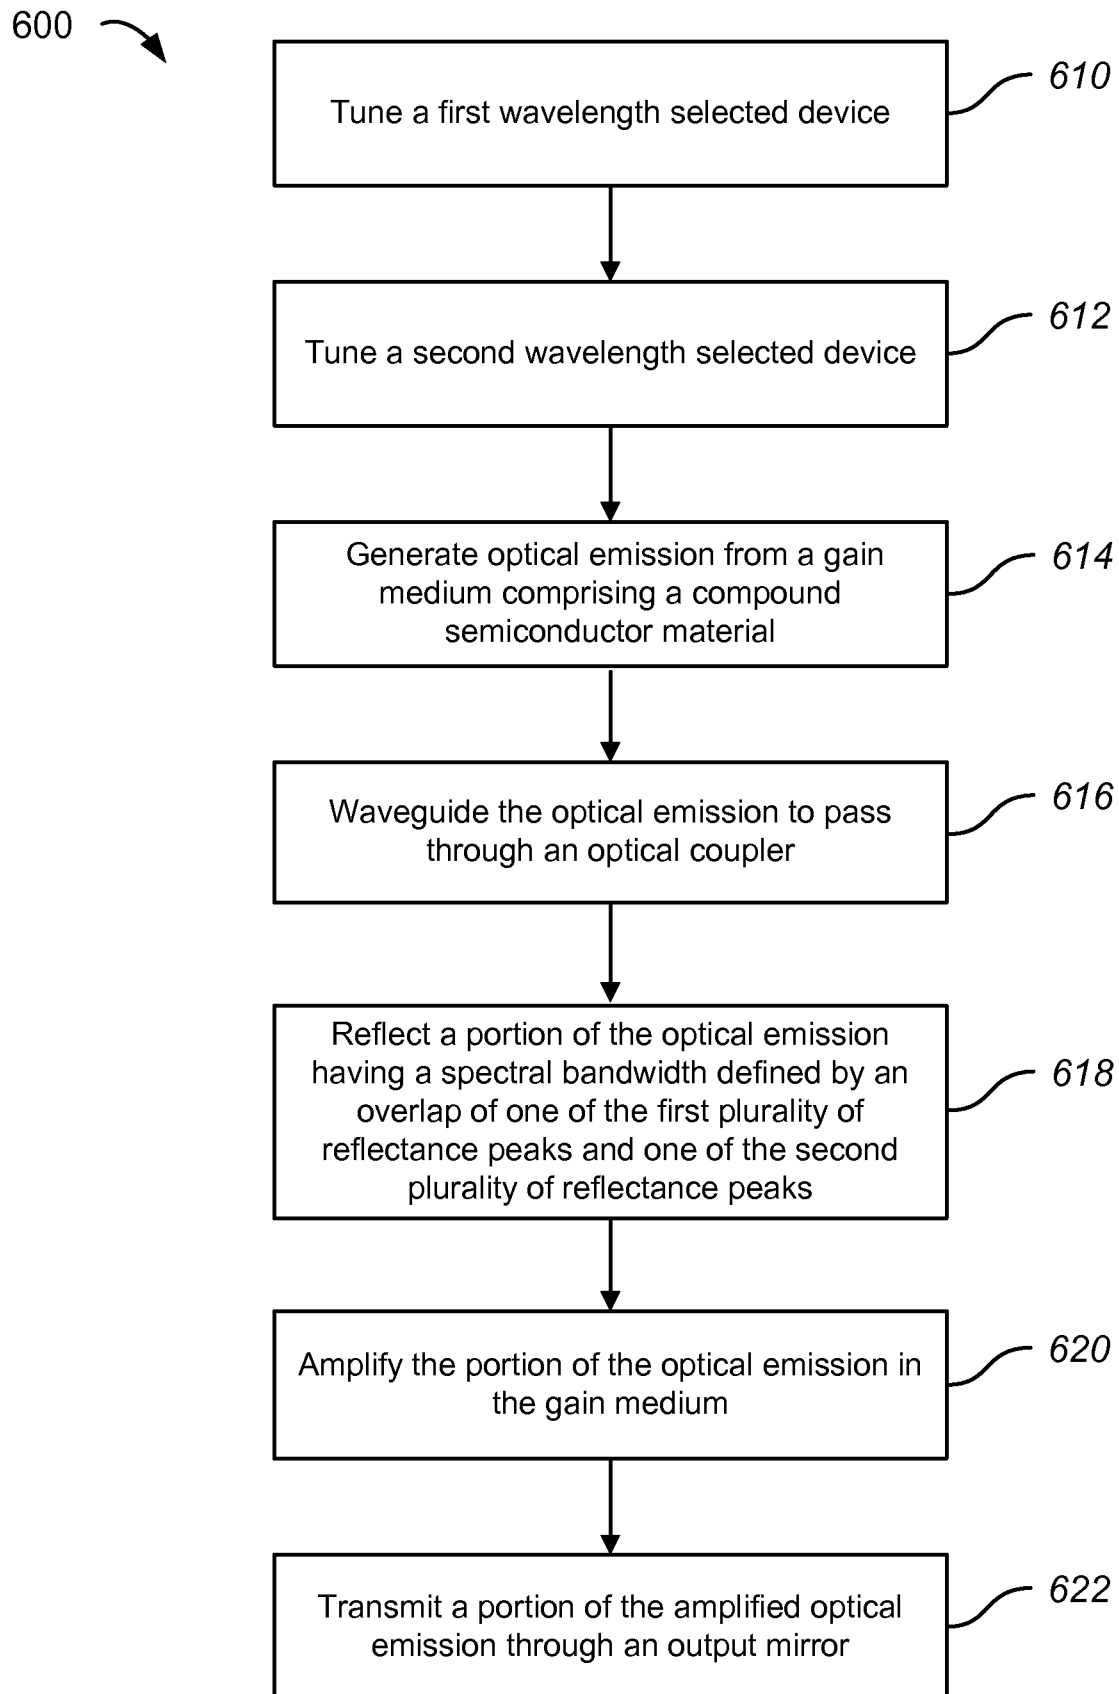 600
Tune a first wavelength selected device
610
Tune a second wavelength selected device
612
Generate optical emission from a gain
medium comprising a compound
semiconductor material
614
Waveguide the optical emission to pass
through an optical coupler
616
Reflect a portion of the optical emission
having a spectral bandwidth defined by an
overlap of one of the first plurality of
reflectance peaks and one of the second
plurality of reflectance peaks
618
Amplify the portion of the optical emission in
the gain medium
620
Transmit a portion of the amplified optical
emission through an output mirror
622